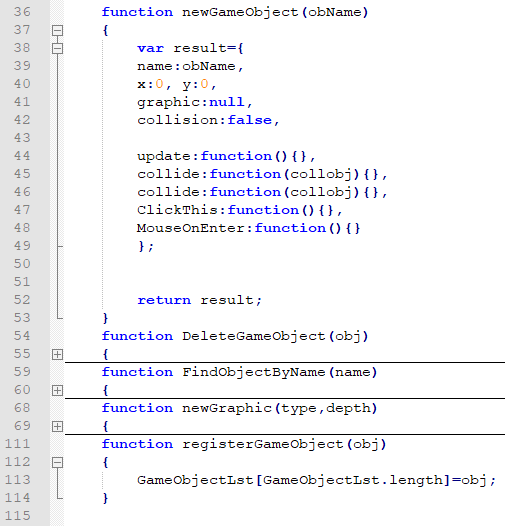 36 function newGameObject(obName)
37 {
38 var result={
39 name:obName,
40 x:0, y:0,
41 graphic:null,
42 collision:false,
43
44 update:function(){},
45 collide:function(collobj){},
46 collide:function(collobj){},
47 ClickThis:function(){},
48 MouseOnEnter:function(){}
49 };
50
51
52 return result;
53 }
54 function DeleteGameObject(obj)
55 {
59 function FindObjectByName(name)
60 {
68 function newGraphic(type,depth)
69 {
111 function registerGameObject(obj)
112 {
113 GameObjectLst[GameObjectLst.length]=obj;
114 }
115